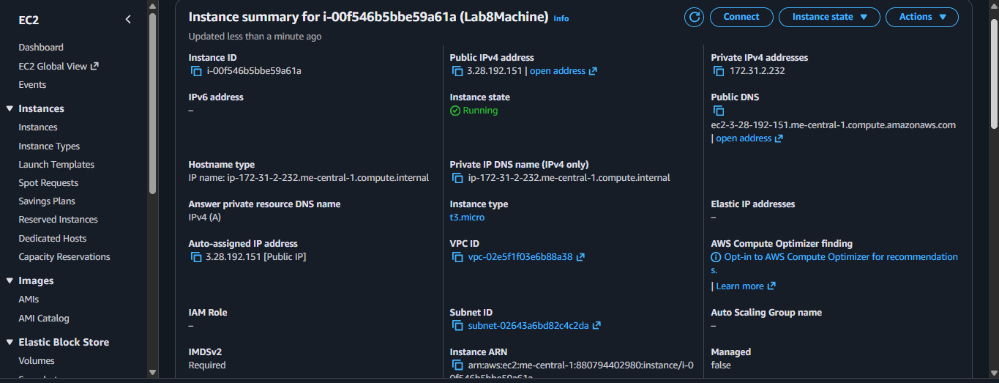 EC2
Dashboard
EC2 Global View
Events
Instances
Instances
Instance Types
Launch Templates
Spot Requests
Savings Plans
Reserved Instances
Dedicated Hosts
Capacity Reservations
Images
AMIs
AMI Catalog
Elastic Block Store
Volumes
Instance summary for i-00f546b5bbe59a61a (Lab8Machine) Info
Updated less than a minute ago
Connect
Instance state
Actions
Instance ID
i-00f546b5bbe59a61a
Public IPv4 address
3.28.192.151 | open address
Private IPv4 addresses
172.31.2.232
IPv6 address
–
Instance state
Running
Public DNS
ec2-3-28-192-151.me-central-1.compute.amazonaws.com
| open address
Hostname type
IP name: ip-172-31-2-232.me-central-1.compute.internal
Private IP DNS name (IPv4 only)
ip-172-31-2-232.me-central-1.compute.internal
Answer private resource DNS name
IPv4 (A)
Instance type
t3.micro
Elastic IP addresses
–
Auto-assigned IP address
3.28.192.151 [Public IP]
VPC ID
vpc-02e5f1f03e6b88a38
AWS Compute Optimizer finding
Opt-in to AWS Compute Optimizer for recommendation
s.
| Learn more
IAM Role
–
Subnet ID
subnet-02643a6bd82c4c2da
Auto Scaling Group name
–
IMDSv2
Required
Instance ARN
arn:aws:ec2:me-central-1:880794402980:instance/i-0
0f546b5bbe59a61a
Managed
false